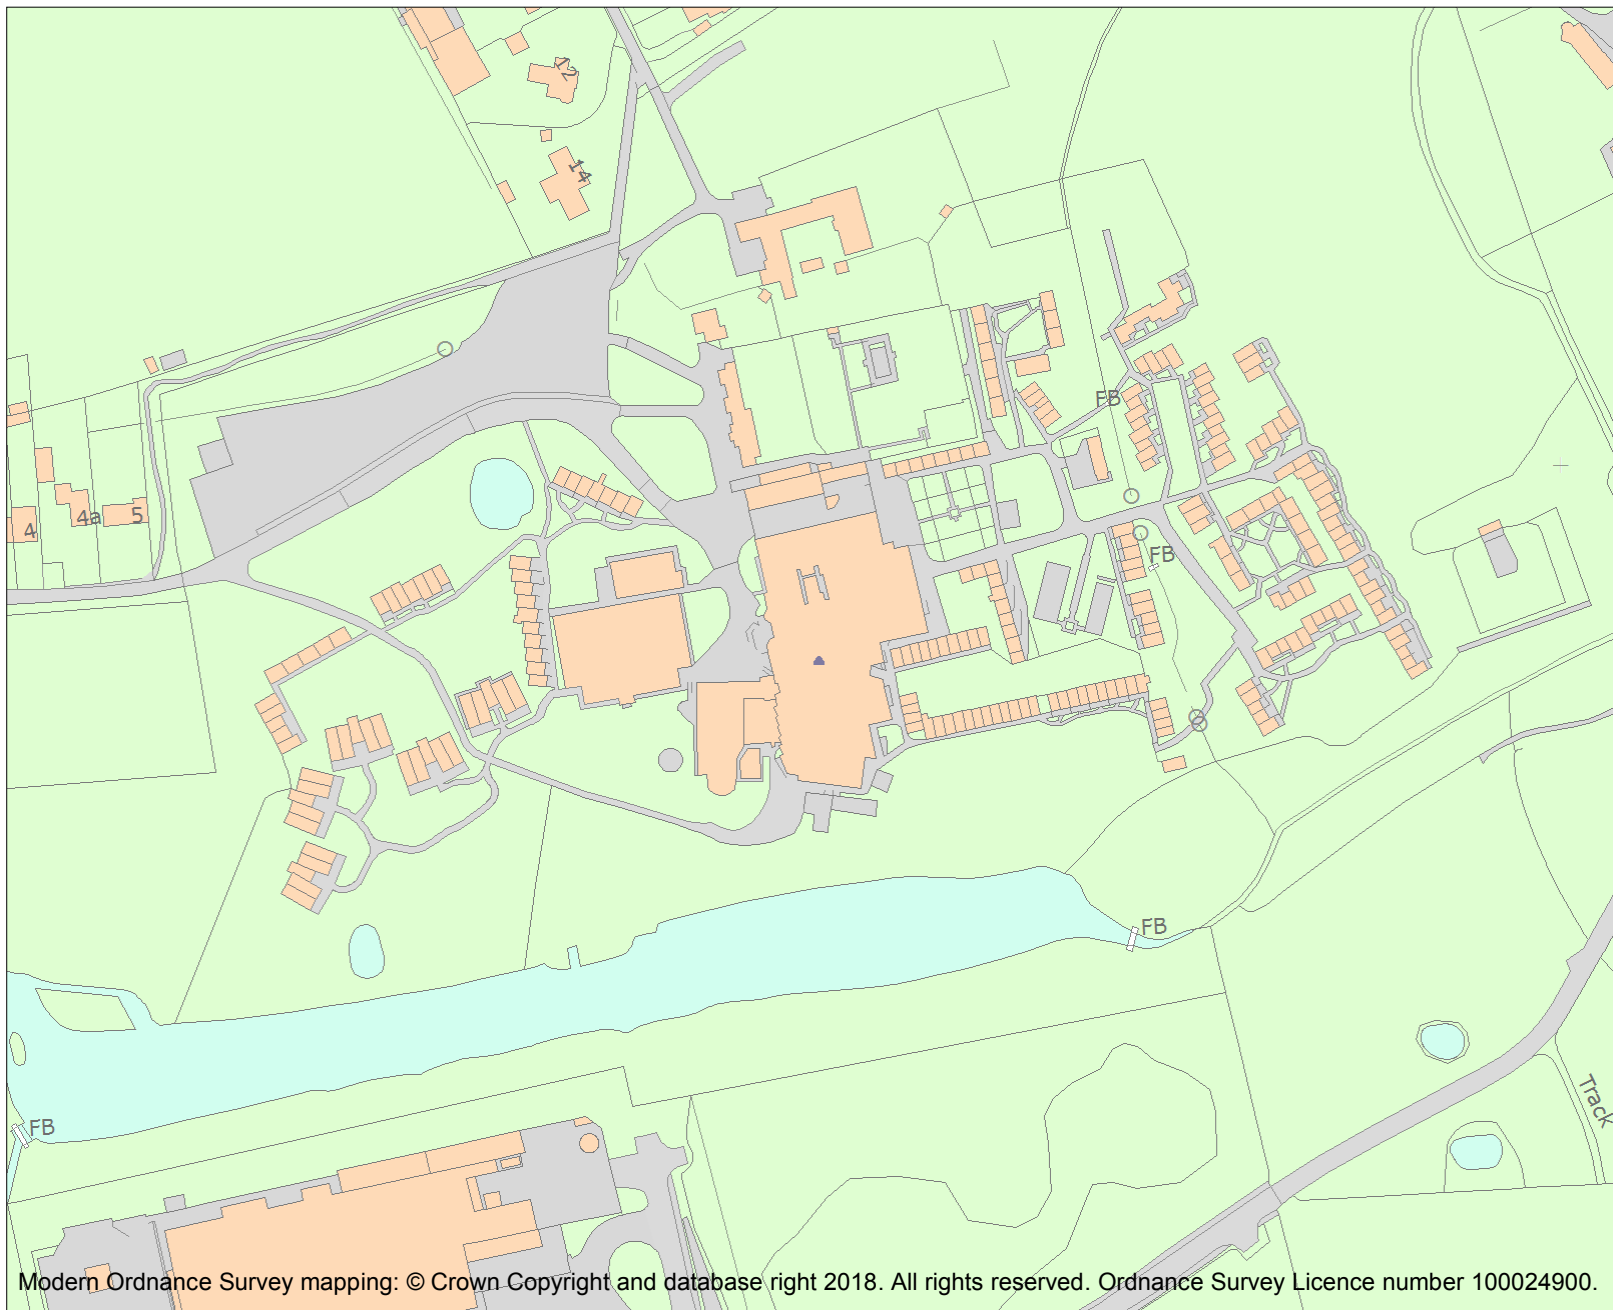 12
14
FB
4
4a
5
FB
FB
FB
Track
Modern Ordnance Survey mapping: © Crown Copyright and database right 2018. All rights reserved. Ordnance Survey Licence number 100024900.